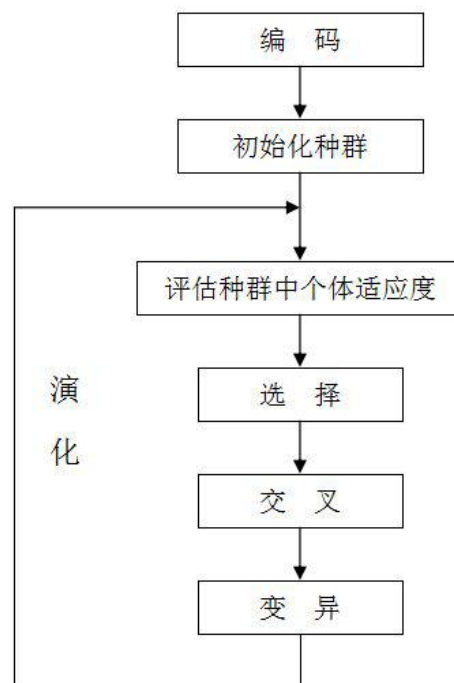 编 码
初始化种群
评估种群中个体适应度
选 择
演
化
交 叉
变 异